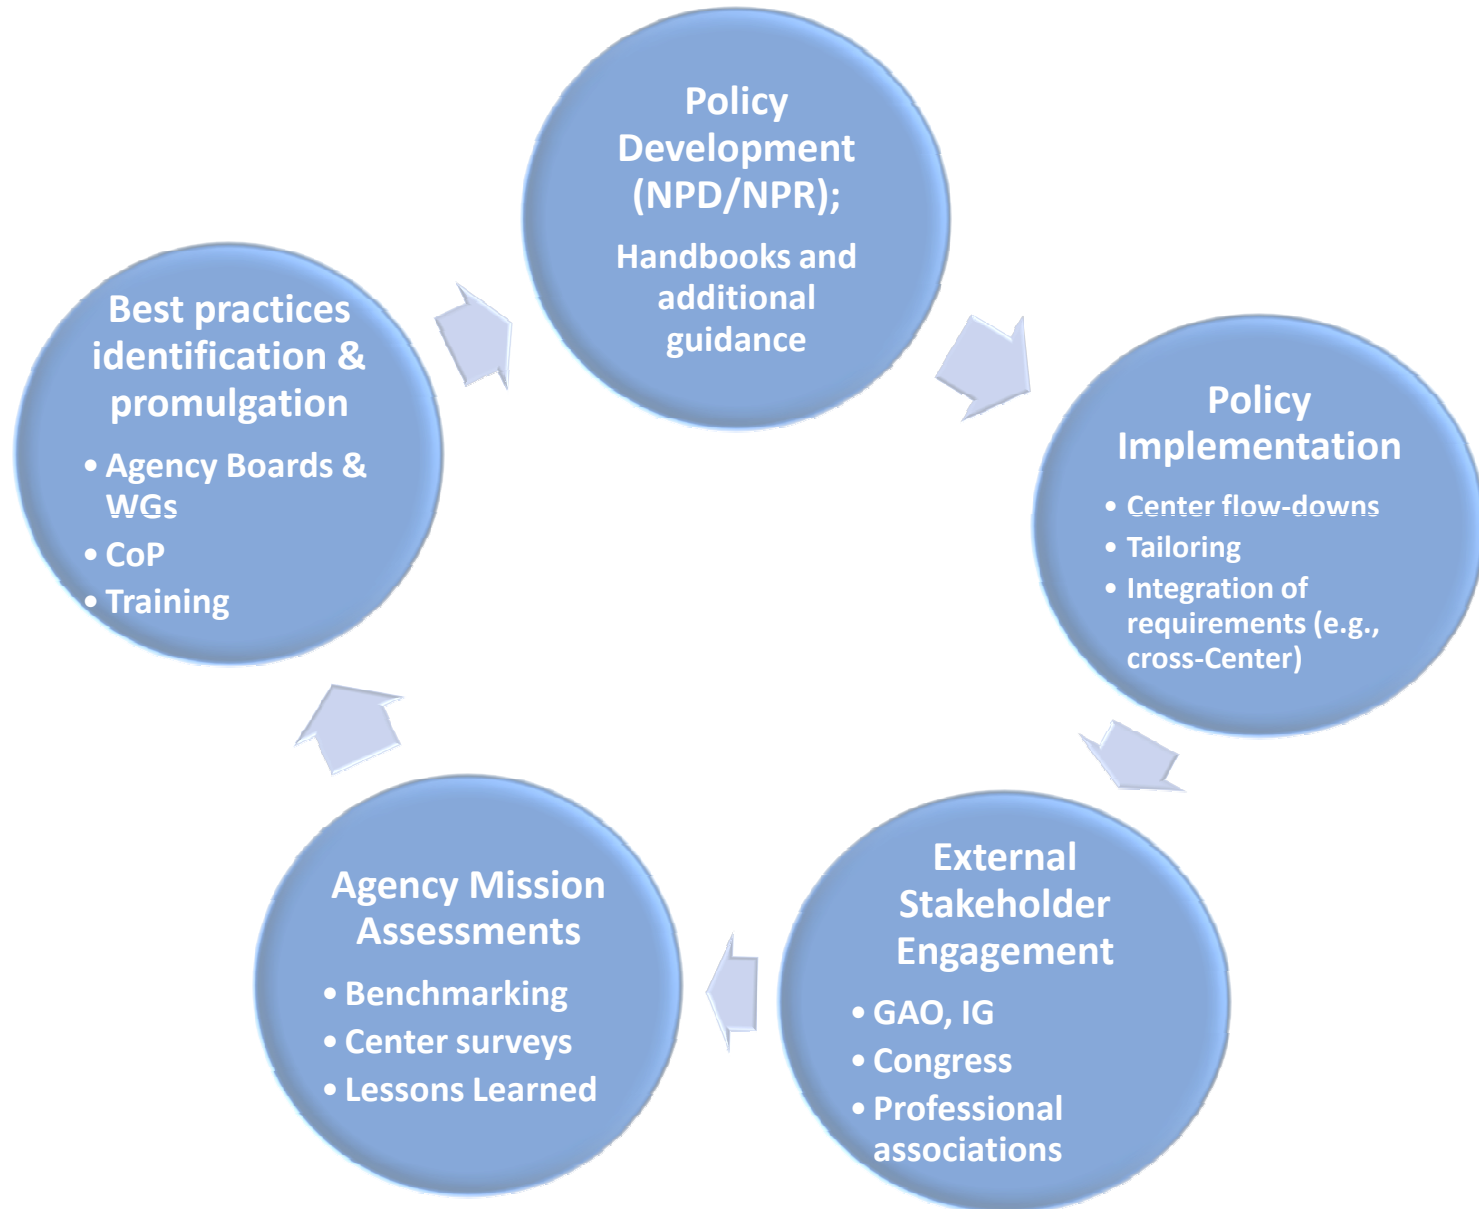 Policy
Development
(NPD/NPR);
Handbooks and
additional
guidance
Policy
Implementation
• Center flow-downs
• Tailoring
• Integration of
requirements (e.g.,
cross-Center)
External
Stakeholder
Engagement
• GAO, IG
• Congress
• Professional
associations
Agency Mission
Assessments
• Benchmarking
• Center surveys
• Lessons Learned
Best practices
identification &
promulgation
• Agency Boards &
WGs
• CoP
• Training